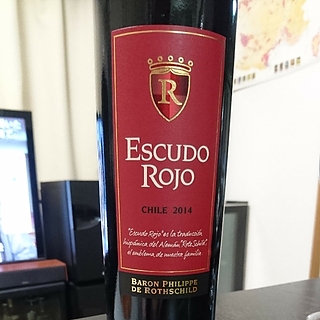 R
ESCUDO
ROJO
CHILE 2014
"Escudo Rojo" es la traducción
hispánica del Alemán "Rote Schild",
el emblema de nuestra familia
BARON PHILIPPE
DE ROTHSCHILD